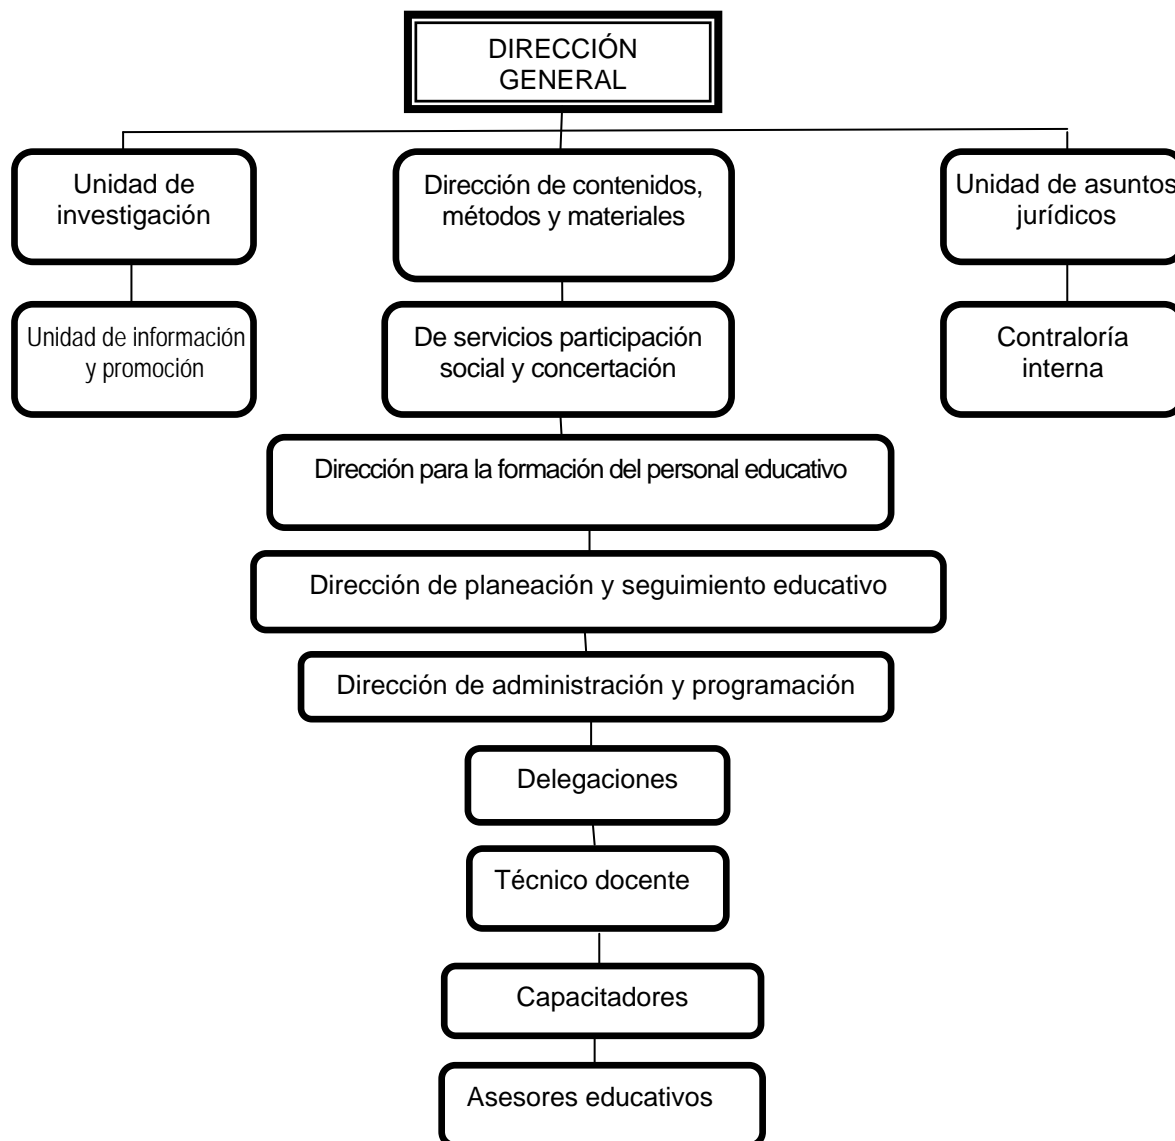 DIRECCIÓN
GENERAL
Unidad de
investigación
Dirección de contenidos,
métodos y materiales
Unidad de asuntos
jurídicos
Unidad de información
y promoción
De servicios participación
social y concertación
Contraloría
interna
Dirección para la formación del personal educativo
Dirección de planeación y seguimiento educativo
Dirección de administración y programación
Delegaciones
Técnico docente
Capacitadores
Asesores educativos